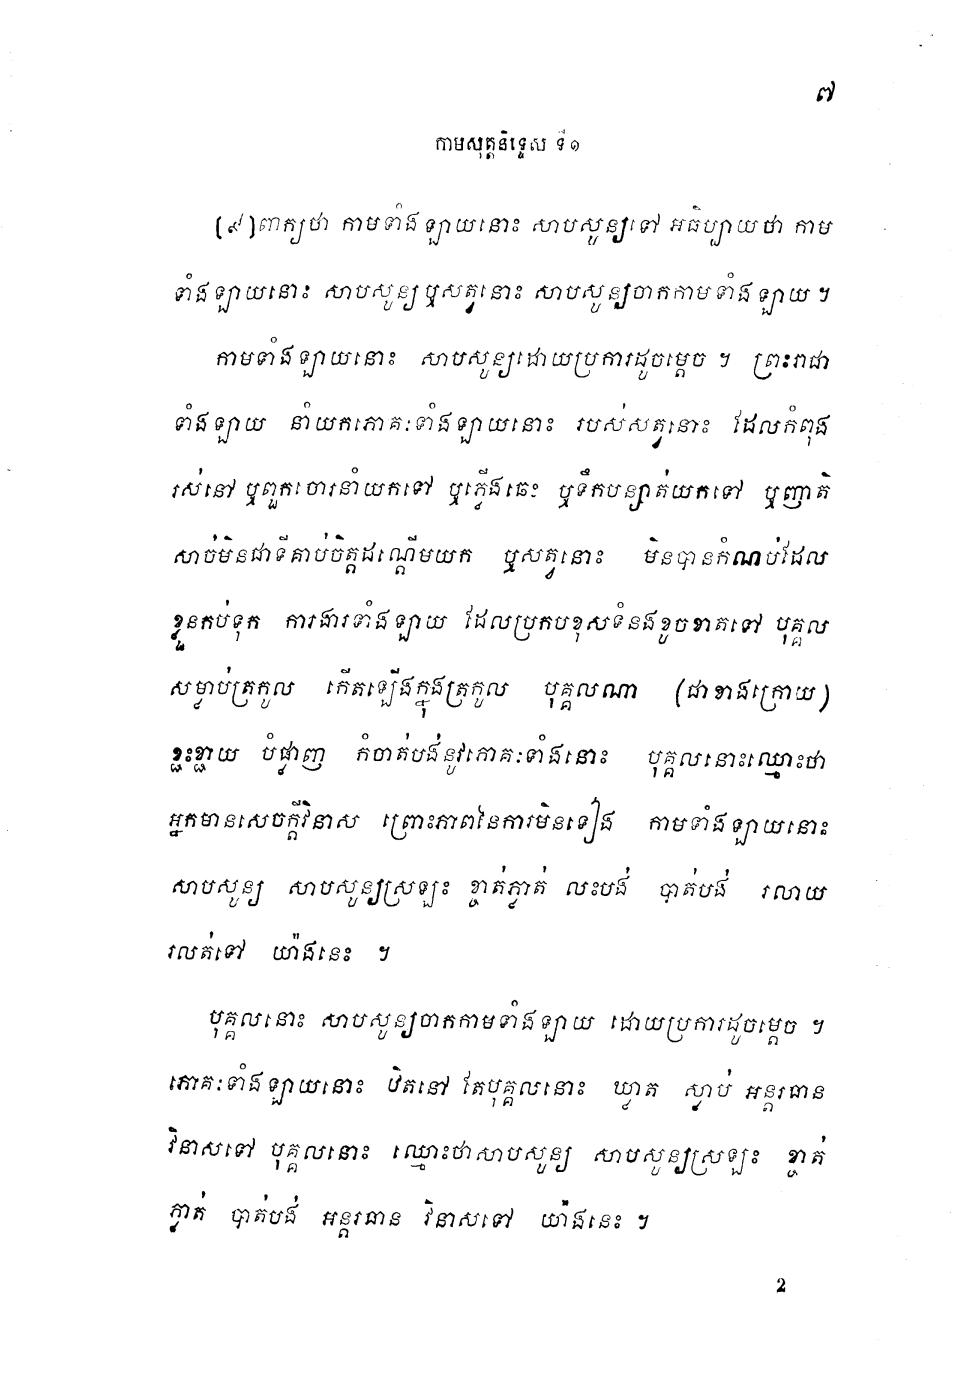 ៧
កាមសុត្តនិទ្ទេស ទី១
(៩)ពាក្យថា កាមទាំងឡាយនោះ សាបសូន្យទៅ អធិប្បាយថា កាម
ទាំងឡាយនោះ សាបសូន្យ ឬសត្វនោះ សាបសូន្យចាកកាមទាំងឡាយ ។
កាមទាំងឡាយនោះ សាបសូន្យដោយប្រការដូចម្តេច ។ ព្រះរាជា
ទាំងឡាយ នាំយកភោគៈទាំងឡាយនោះ របស់សត្វនោះ ដែលកំពុង
រស់នៅ ឬពួកចោរនាំយកទៅ ឬភ្លើងឆេះ ឬទឹកបន្សាត់យកទៅ ឬញាតិ
សាច់មិនជាទីគាប់ចិត្តដណ្តើមយក ឬសត្វនោះ មិនបានកំណប់ដែល
ខ្លួនកប់ទុក ការងារទាំងឡាយ ដែលប្រកបខុសទំនងខូចខាតទៅ បុគ្គល
សម្លាប់ត្រកូល កើតឡើងក្នុងត្រកូល បុគ្គលណា (ជាខាងក្រោយ)
ខ្ជះខ្ជាយ បំផ្លាញ កំចាត់បង់នូវភោគៈទាំងនោះ បុគ្គលនោះឈ្មោះថា
អ្នកមានសេចក្តីវិនាស ព្រោះភាពនៃការមិនទៀង កាមទាំងឡាយនោះ
សាបសូន្យ សាបសូន្យស្រឡះ ខ្ចាត់ភ្លាត់ លះបង់ បាត់បង់ រលាយ
រលត់ទៅ យ៉ាងនេះ ។
បុគ្គលនោះ សាបសូន្យចាកកាមទាំងឡាយ ដោយប្រការដូចម្តេច ។
ភោគៈទាំងឡាយនោះ ឋិតនៅ តែបុគ្គលនោះ ឃ្លាត ស្លាប់ អន្តរធាន
វិនាសទៅ បុគ្គលនោះ ឈ្មោះថាសាបសូន្យ សាបសូន្យស្រឡះ ខ្ចាត់
ភ្លាត់ បាត់បង់ អន្តរធាន វិនាសទៅ យ៉ាងនេះ ។
2